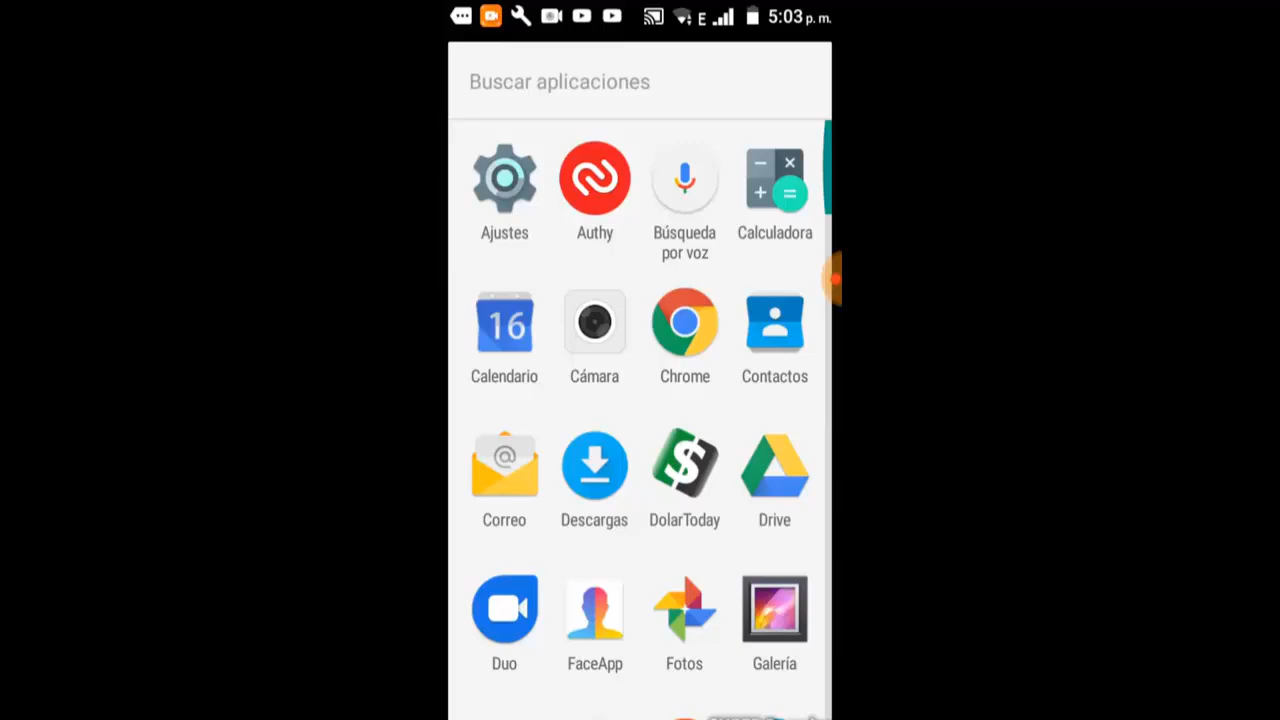 E 5:03 p. m.
Buscar aplicaciones
Ajustes Authy Búsqueda por voz Calculadora
16
Calendario Cámara Chrome Contactos
@ $
Correo Descargas DolarToday Drive
Duo FaceApp Fotos Galería